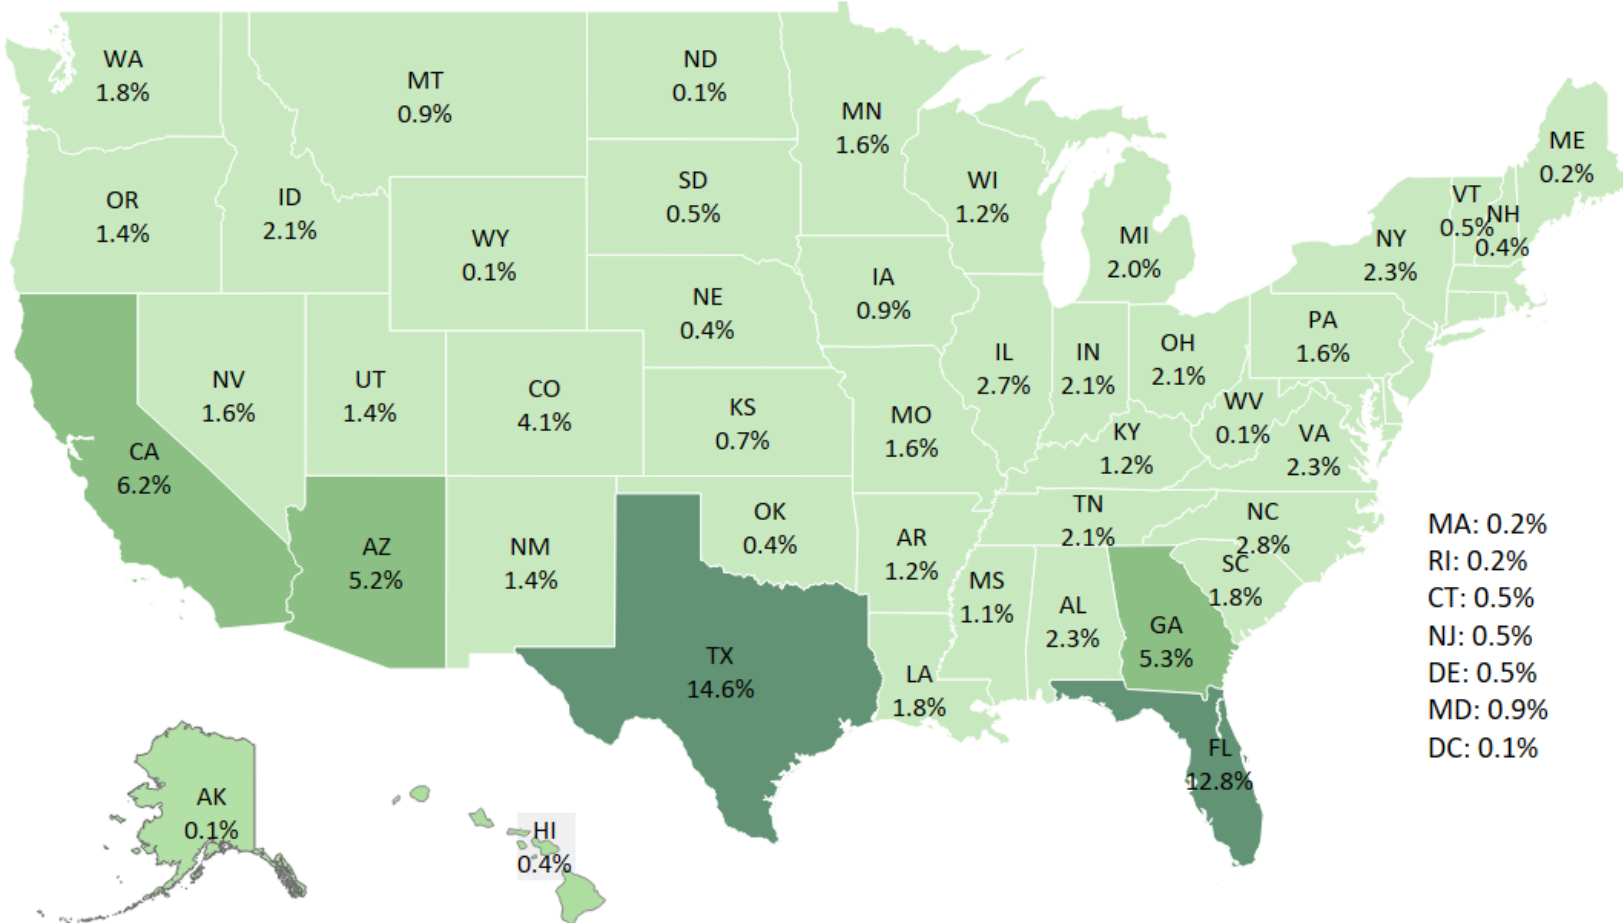 WA
1.8%
MT
0.9%
ND
0.1%
MN
1.6%
ME
0.2%
OR
1.4%
ID
2.1%
WY
0.1%
SD
0.5%
WI
1.2%
MI
2.0%
VT
0.5%
NH
0.4%
NY
2.3%
NE
0.4%
IA
0.9%
PA
1.6%
NV
1.6%
UT
1.4%
CO
4.1%
KS
0.7%
MO
1.6%
IL
2.7%
IN
2.1%
OH
2.1%
WV
0.1%
VA
2.3%
KY
1.2%
CA
6.2%
AZ
5.2%
NM
1.4%
OK
0.4%
AR
1.2%
TN
2.1%
NC
2.8%
SC
1.8%
MS
1.1%
AL
2.3%
GA
5.3%
TX
14.6%
LA
1.8%
FL
12.8%
AK
0.1%
HI
0.4%
MA: 0.2%
RI: 0.2%
CT: 0.5%
NJ: 0.5%
DE: 0.5%
MD: 0.9%
DC: 0.1%